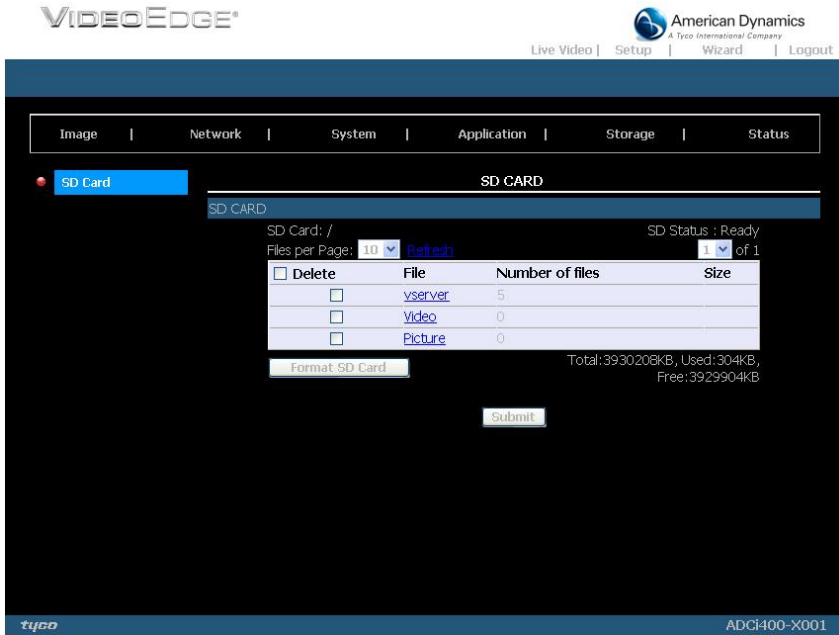 VIDEOEDGE®
American Dynamics
A Tyco International Company
Live Video | Setup | Wizard | Logout
Image | Network | System | Application | Storage | Status
SD Card
SD CARD
SD CARD
SD Card: / SD Status : Ready
Files per Page: 10 Refresh 1 of 1
Delete File Number of files Size
vserver 5
Video 0
Picture 0
Format SD Card
Total:3930208KB, Used:304KB,
Free:3929904KB
Submit
tyco ADCi400-X001